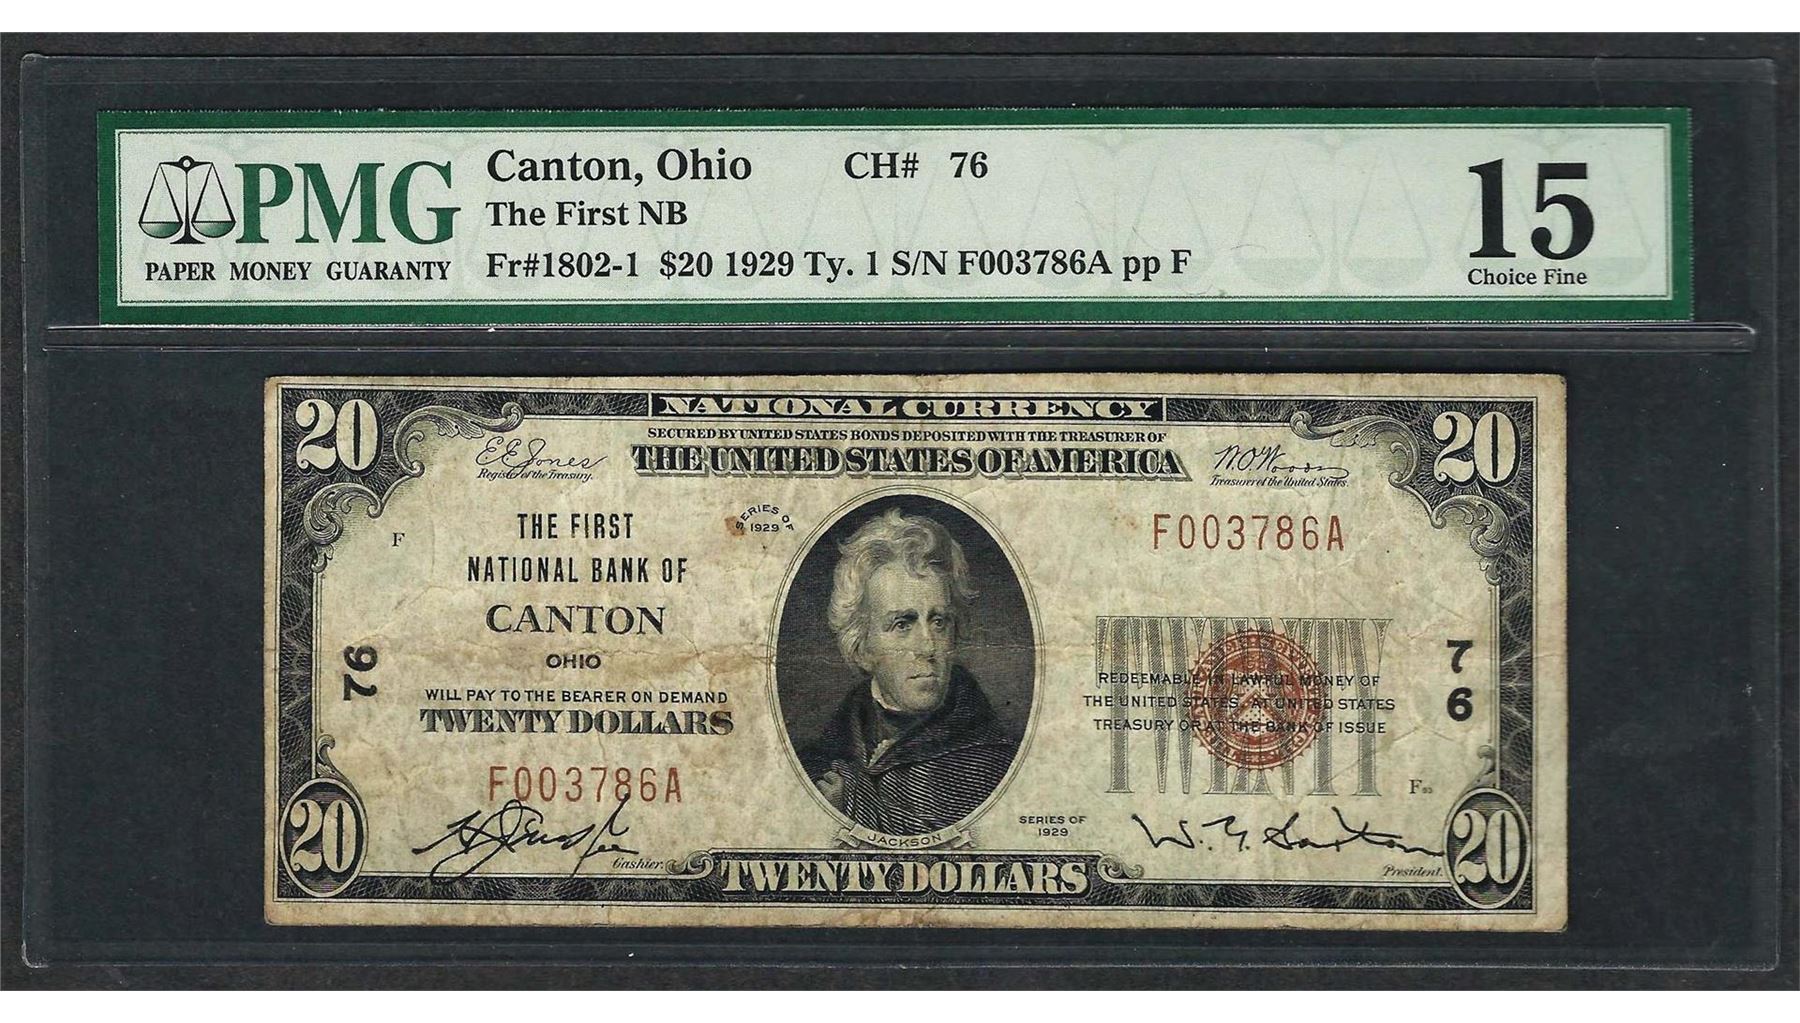 PMG
PAPER MONEY GUARANTY
Canton, Ohio CH# 76
The First NB
Fr#1802-1 $20 1929 Ty. 1 S/N F003786A pp F
15
Choice Fine
NATIONAL CURRENCY
SECURED BY UNITED STATES BONDS DEPOSITED WITH THE TREASURER OF
THE UNITED STATES OF AMERICA
20
20
E E Jones
Register of the Treasury.
W.O. Woods
Treasurer of the United States.
F
THE FIRST
NATIONAL BANK OF
CANTON
OHIO
SERIES OF
1929
F003786A
76
WILL PAY TO THE BEARER ON DEMAND
TWENTY DOLLARS
F003786A
TWENTY
REDEEMABLE IN LAWFUL MONEY OF
THE UNITED STATES, AT UNITED STATES
TREASURY OR AT THE BANK OF ISSUE
76
JACKSON
SERIES OF
1929
F
Cashier.
President.
20
TWENTY DOLLARS
20